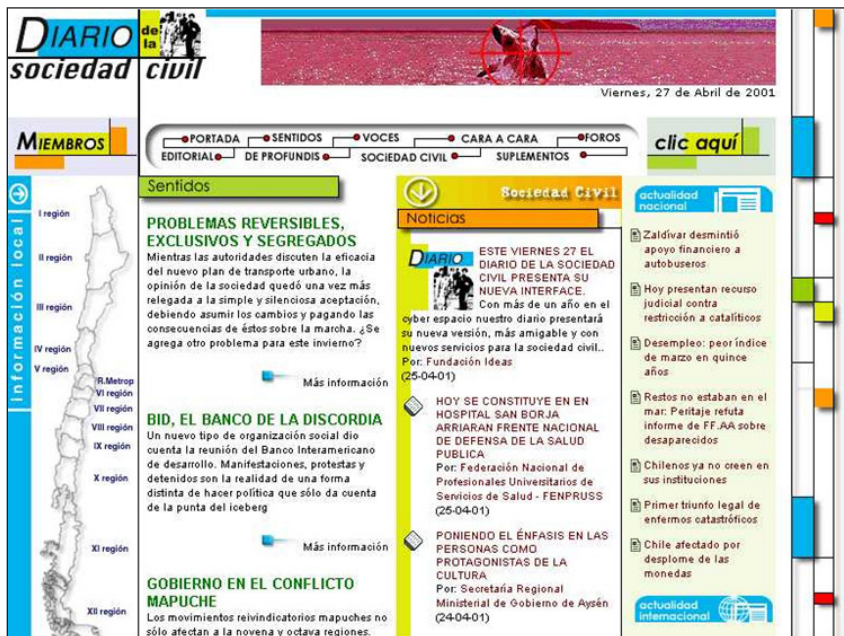 DIARIO
de
la
sociedad civil
Viernes, 27 de Abril de 2001
MIEMBROS
PORTADA
SENTIDOS
VOCES
CARA A CARA
FOROS
EDITORIAL
DE PROFUNDIS
SOCIEDAD CIVIL
SUPLEMENTOS
clic aquí
Información local
I región
II región
III región
IV región
V región
R.Metrop
VI región
VII región
VIII región
IX región
X región
XI región
XII región
Sentidos
PROBLEMAS REVERSIBLES,
EXCLUSIVOS Y SEGREGADOS
Mientras las autoridades discuten la eficacia
del nuevo plan de transporte urbano, la
opinión de la sociedad quedó una vez más
relegada a la simple y silenciosa aceptación,
debiendo asumir los cambios y pagando las
consecuencias de éstos sobre la marcha. ¿Se
agrega otro problema para este invierno?
Más información
BID, EL BANCO DE LA DISCORDIA
Un nuevo tipo de organización social dio
cuenta la reunión del Banco Interamericano
de desarrollo. Manifestaciones, protestas y
detenidos son la realidad de una forma
distinta de hacer política que sólo da cuenta
de la punta del iceberg
Más información
GOBIERNO EN EL CONFLICTO
MAPUCHE
Los movimientos reivindicatorios mapuches no
sólo afectan a la novena y octava regiones.
Sociedad Civil
Noticias
DIARIO
ESTE VIERNES 27 EL
DIARIO DE LA SOCIEDAD
CIVIL PRESENTA SU
NUEVA INTERFACE.
Con más de un año en el
cyber espacio nuestro diario presentará
su nueva versión, más amigable y con
nuevos servicios para la sociedad civil..
Por: Fundación Ideas
(25-04-01)
HOY SE CONSTITUYE EN EN
HOSPITAL SAN BORJA
ARRIARAN FRENTE NACIONAL
DE DEFENSA DE LA SALUD
PUBLICA
Por: Federación Nacional de
Profesionales Universitarios de
Servicios de Salud - FENPRUSS
(25-04-01)
PONIENDO EL ÉNFASIS EN LAS
PERSONAS COMO
PROTAGONISTAS DE LA
CULTURA
Por: Secretaría Regional
Ministerial de Gobierno de Aysén
(24-04-01)
actualidad
nacional
Zaldívar desmintió
apoyo financiero a
autobuseros
Hoy presentan recurso
judicial contra
restricción a catalíticos
Desempleo: peor índice
de marzo en quince
años
Restos no estaban en el
mar: Peritaje refuta
informe de FF.AA sobre
desaparecidos
Chilenos ya no creen en
sus instituciones
Primer triunfo legal de
enfermos catastróficos
Chile afectado por
desplome de las
monedas
actualidad
internacional